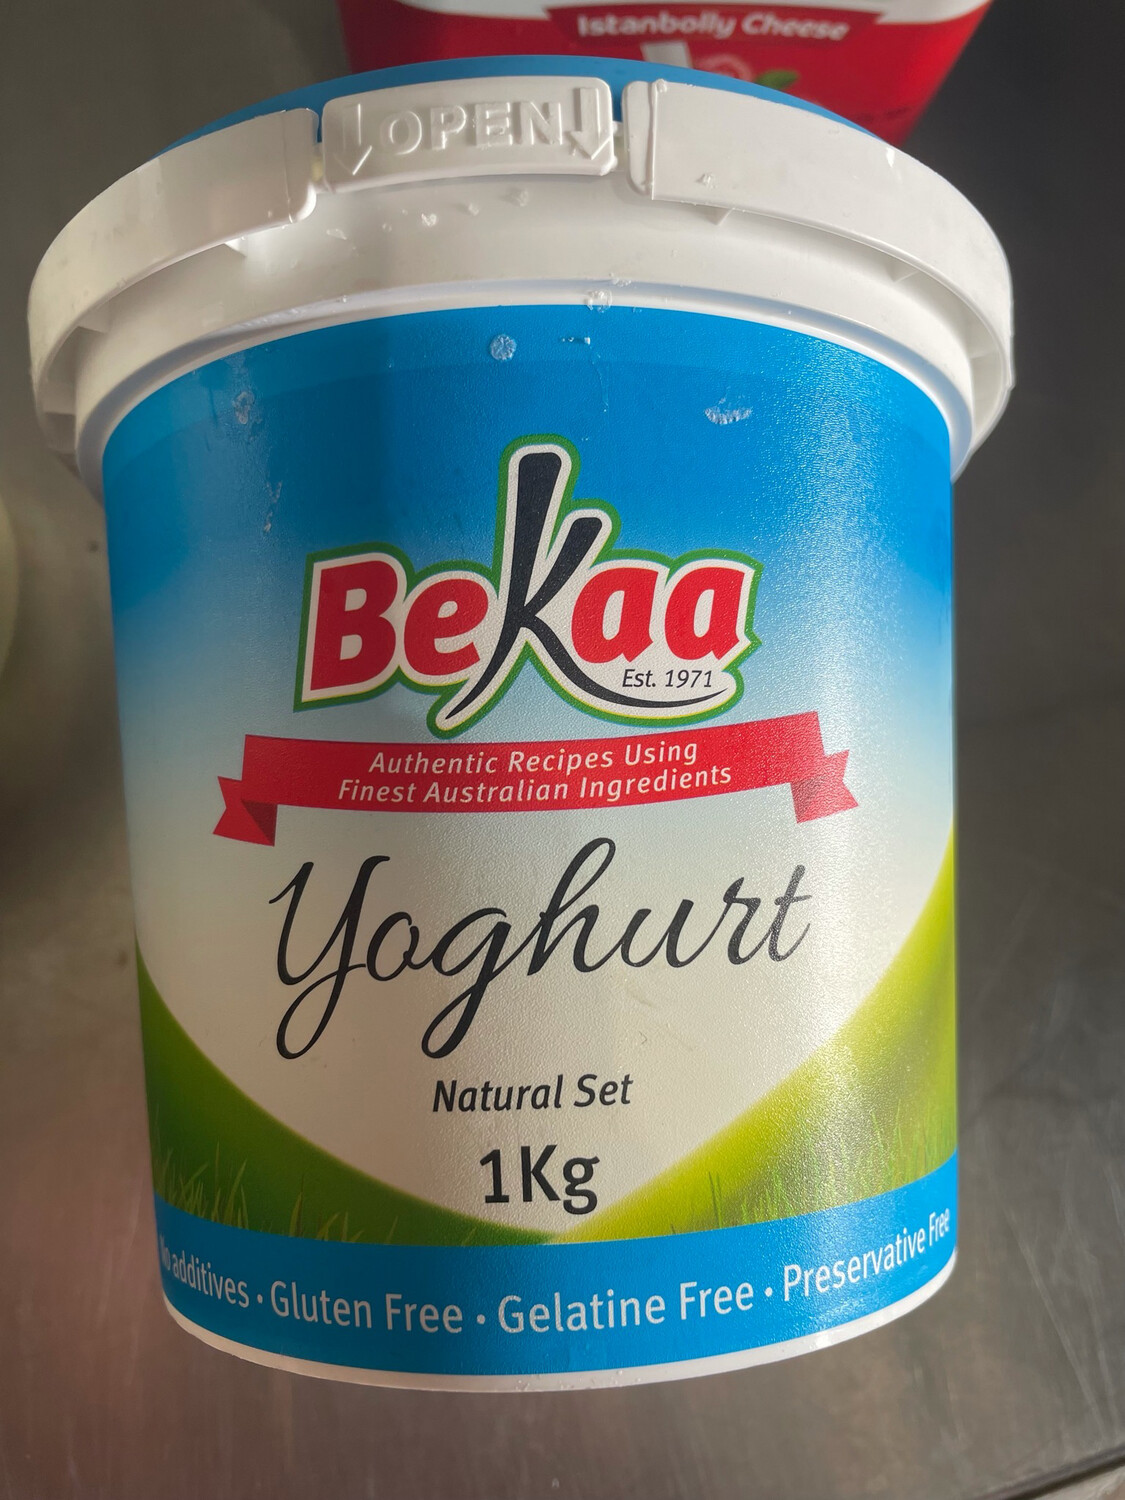 Istanbolly Cheese
OPEN
BeKaa
Est. 1971
Authentic Recipes Using
Finest Australian Ingredients
Yoghurt
Natural Set
1Kg
No additives · Gluten Free · Gelatine Free · Preservative Free